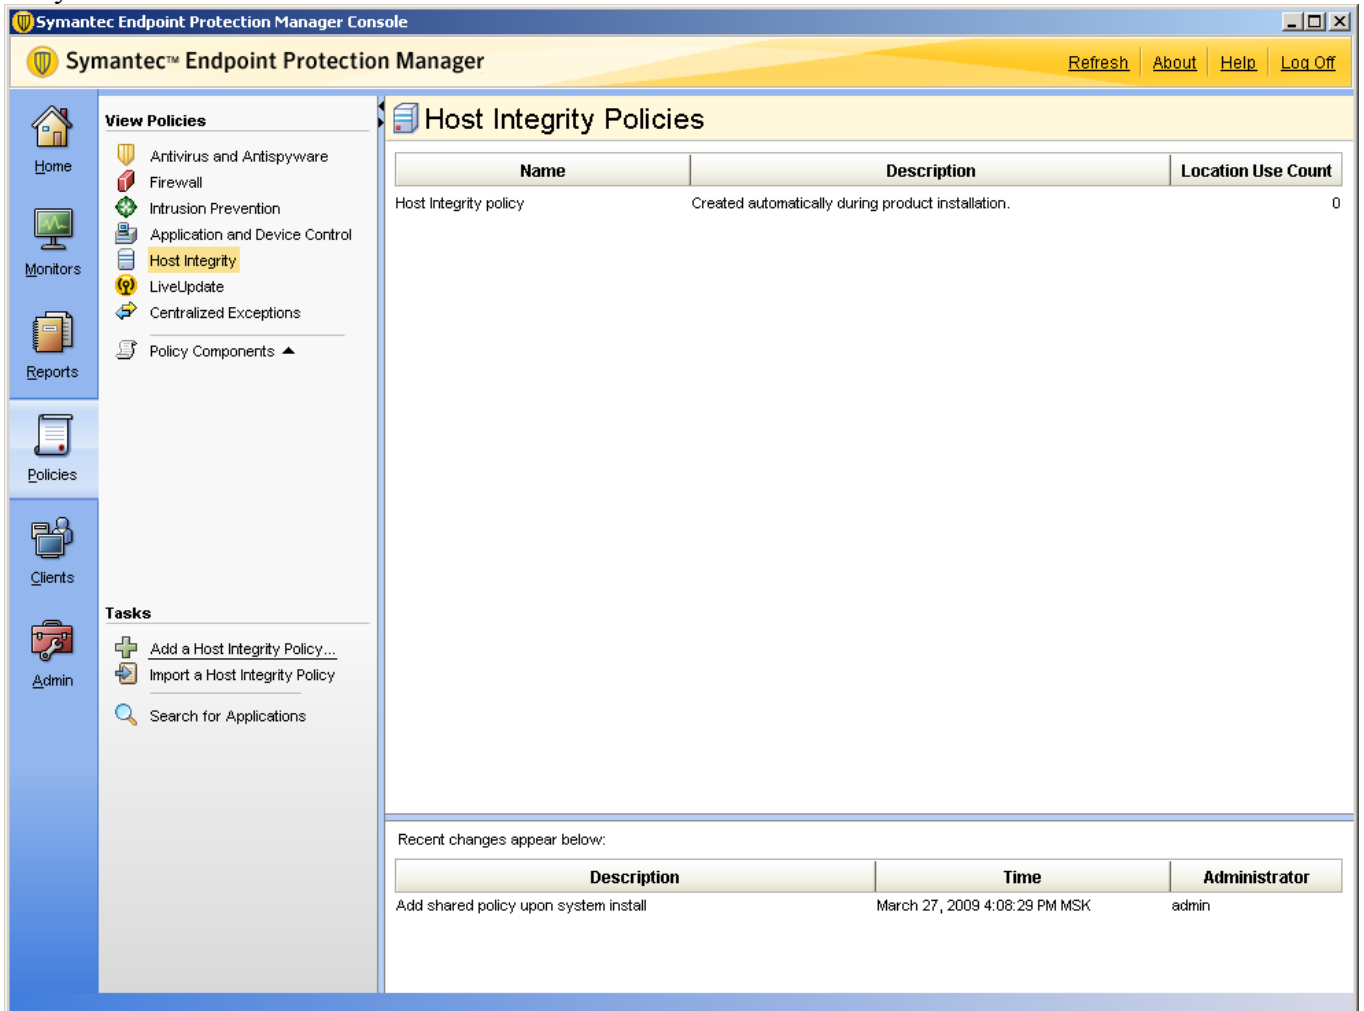 Symantec Endpoint Protection Manager Console
Symantec™ Endpoint Protection Manager
Refresh About Help Log Off
Home
Monitors
Reports
Policies
Clients
Admin
View Policies
Antivirus and Antispyware
Firewall
Intrusion Prevention
Application and Device Control
Host Integrity
LiveUpdate
Centralized Exceptions
Policy Components
Tasks
Add a Host Integrity Policy...
Import a Host Integrity Policy
Search for Applications
Host Integrity Policies
Name Description Location Use Count
Host Integrity policy Created automatically during product installation. 0
Recent changes appear below:
Description Time Administrator
Add shared policy upon system install March 27, 2009 4:08:29 PM MSK admin